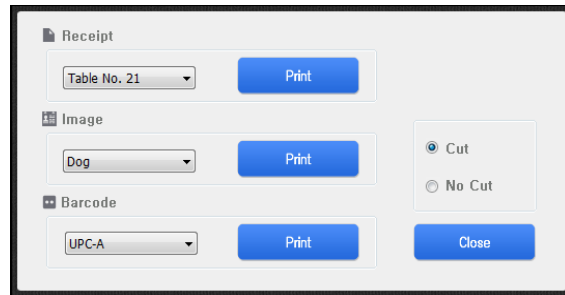 Receipt
Table No. 21
Print
Image
Dog
Print
Cut
No Cut
Barcode
UPC-A
Print
Close